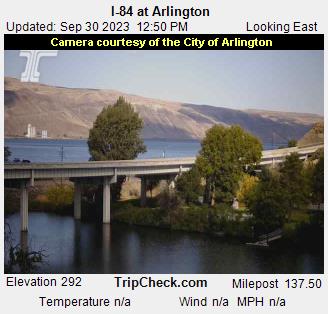 I-84 at Arlington
Updated: Sep 30 2023 12:50 PM Looking East
Camera courtesy of the City of Arlington
Elevation 292 TripCheck.com Milepost 137.50
Temperature n/a Wind n/a MPH n/a